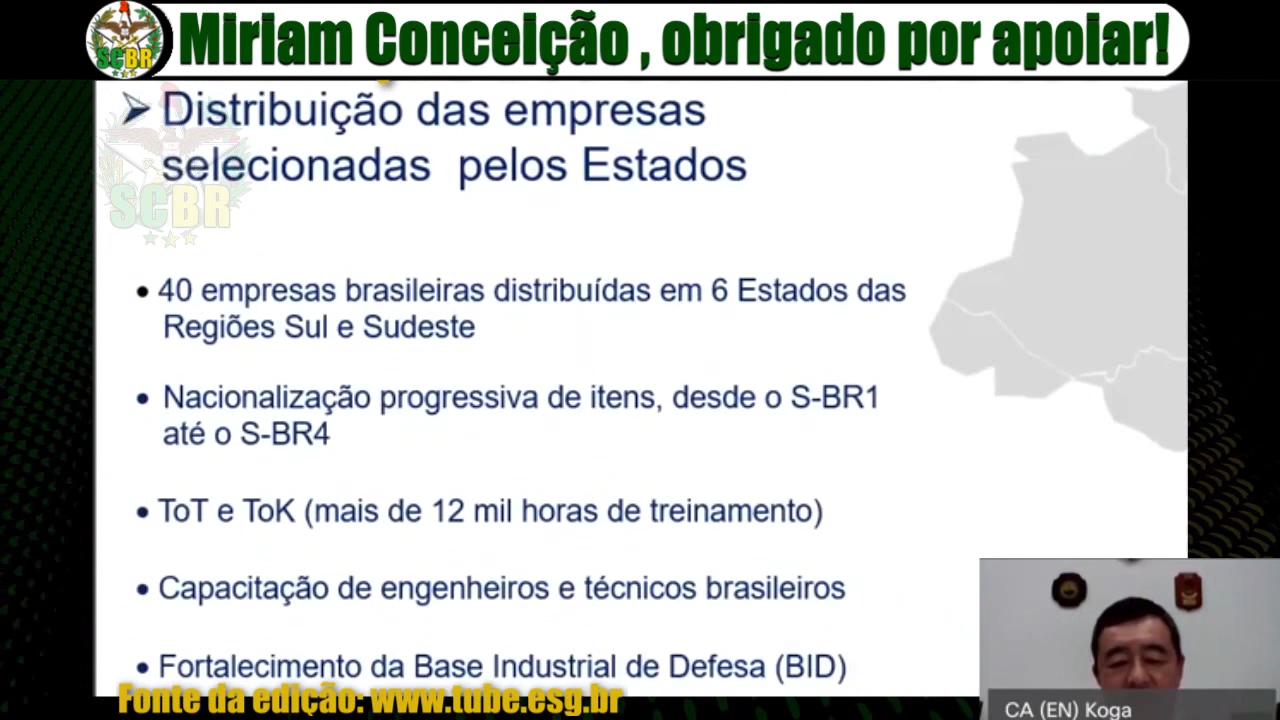 SCBR
Miriam Conceição , obrigado por apoiar!
Distribuição das empresas
selecionadas pelos Estados
SCBR
• 40 empresas brasileiras distribuídas em 6 Estados das
Regiões Sul e Sudeste
• Nacionalização progressiva de itens, desde o S-BR1
até o S-BR4
• ToT e ToK (mais de 12 mil horas de treinamento)
• Capacitação de engenheiros e técnicos brasileiros
• Fortalecimento da Base Industrial de Defesa (BID)
Fonte da edição: www.tube.esg.br
CA (EN) Koga